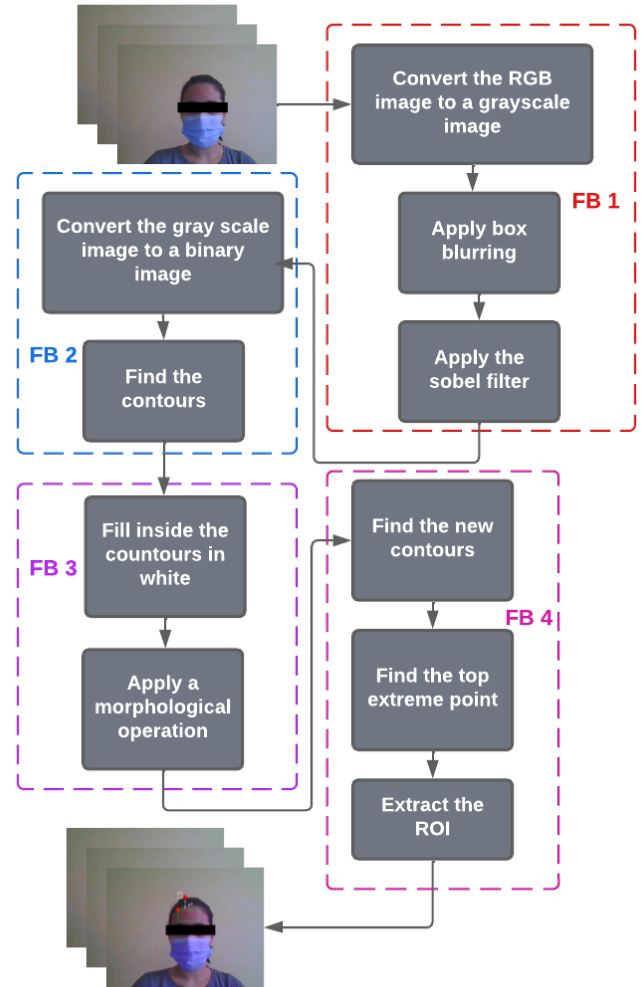 Convert the RGB
image to a grayscale
image
FB 1
Apply box
blurring
Apply the
sobel filter
Convert the gray scale
image to a binary
image
FB 2
Find the
contours
Fill inside the
countours in
white
FB 3
Apply a
morphological
operation
Find the new
contours
FB 4
Find the top
extreme point
Extract the
ROI